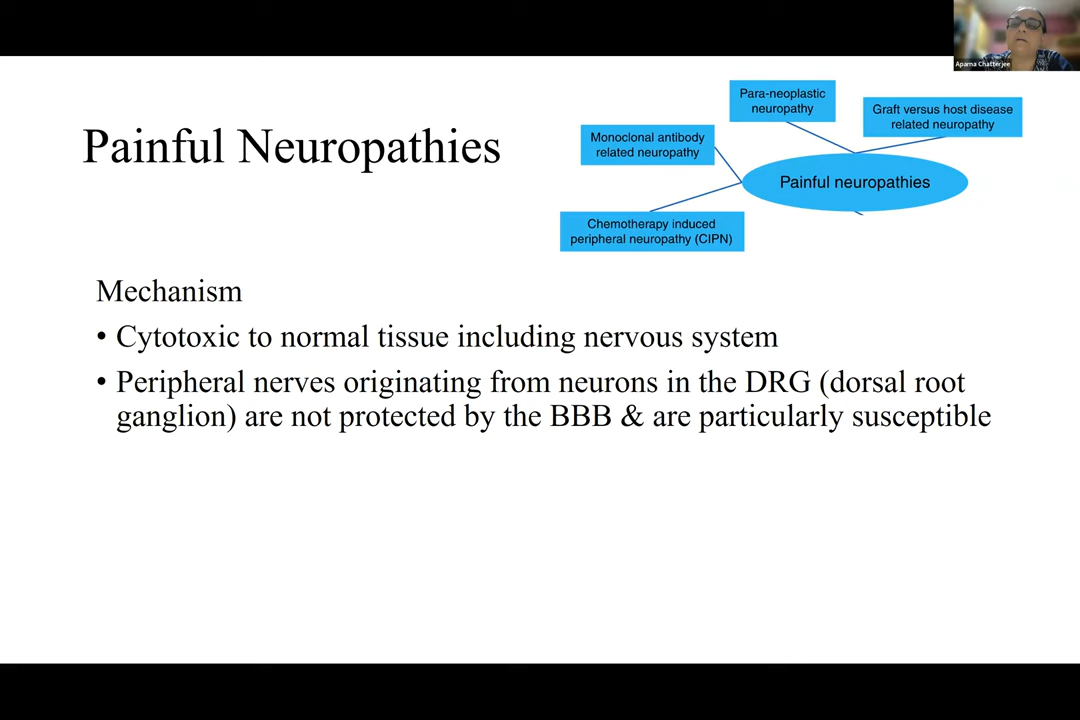 Aparna Chatterjee
Painful Neuropathies
Para-neoplastic
neuropathy
Graft versus host disease
related neuropathy
Monoclonal antibody
related neuropathy
Painful neuropathies
Chemotherapy induced
peripheral neuropathy (CIPN)
Mechanism
• Cytotoxic to normal tissue including nervous system
• Peripheral nerves originating from neurons in the DRG (dorsal root
ganglion) are not protected by the BBB & are particularly susceptible